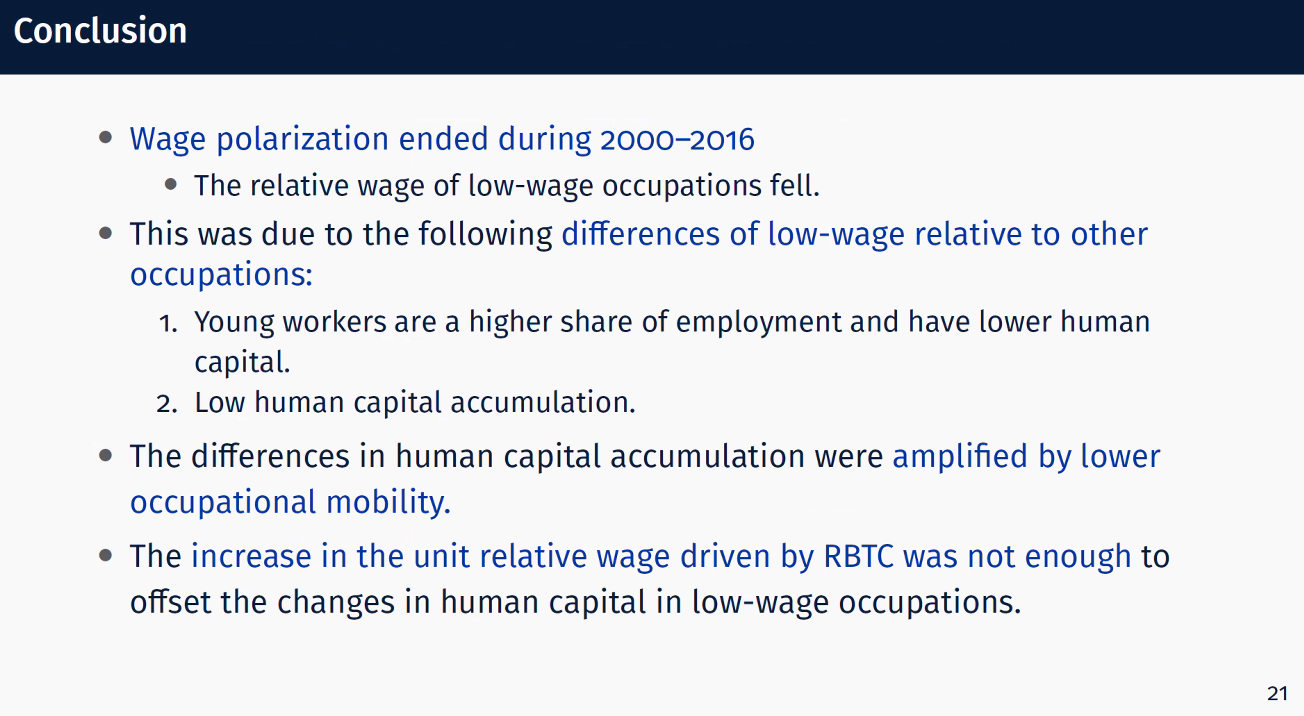 Conclusion
• Wage polarization ended during 2000–2016
• The relative wage of low-wage occupations fell.
• This was due to the following differences of low-wage relative to other
occupations:
1. Young workers are a higher share of employment and have lower human
capital.
2. Low human capital accumulation.
• The differences in human capital accumulation were amplified by lower
occupational mobility.
• The increase in the unit relative wage driven by RBTC was not enough to
offset the changes in human capital in low-wage occupations.
21